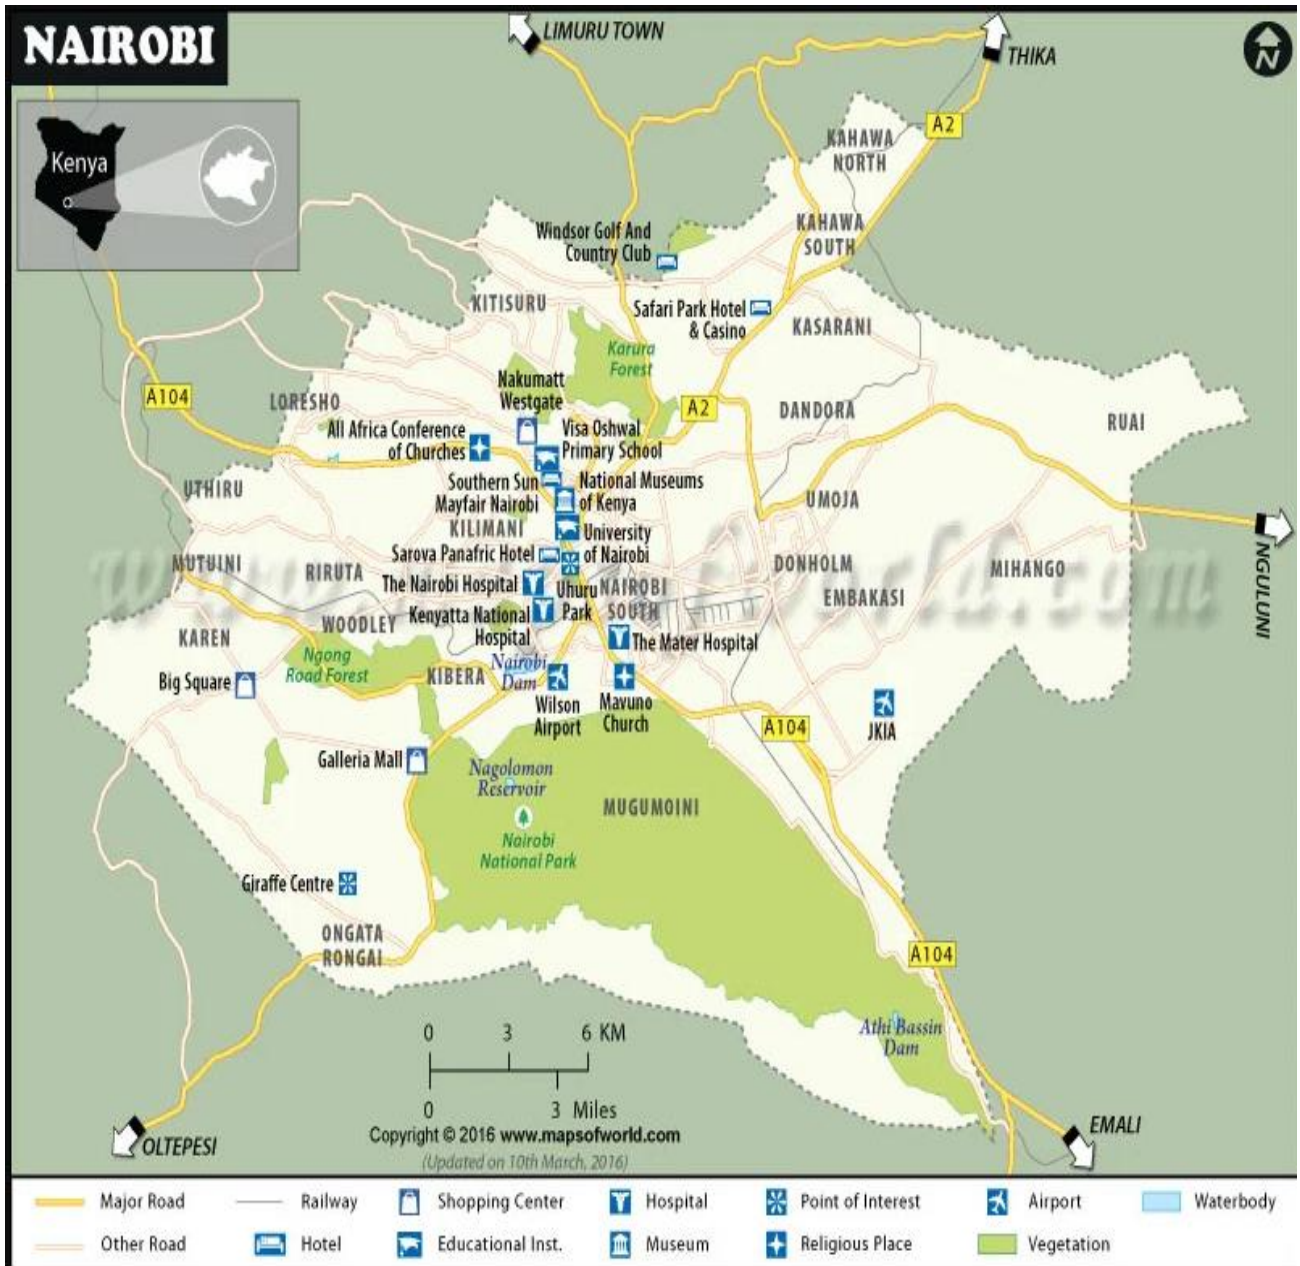 NAIROBI
LIMURU TOWN
THIKA
N
Kenya
A2
KAHAWA
NORTH
KAHAWA
SOUTH
Windsor Golf And
Country Club
KITISURU
Safari Park Hotel
& Casino
KASARANI
Karura
Forest
Nakumatt
Westgate
A104
LORESHO
A2
DANDORA
RUAI
All Africa Conference
of Churches
Visa Oshwal
Primary School
Southern Sun
Mayfair Nairobi
National Museums
of Kenya
UTHIRU
UMOJA
KILIMANI
University
of Nairobi
Sarova Panafric Hotel
MUTUINI
RIRUTA
DONHOLM
MIHANGO
NGULUNI
The Nairobi Hospital
Uhuru
Park
NAIROBI
SOUTH
EMBAKASI
Kenyatta National
Hospital
WOODLEY
KAREN
The Mater Hospital
Ngong
Road Forest
KIBERA
Nairobi
Dam
Big Square
Wilson
Airport
Mavuno
Church
JKIA
A104
Galleria Mall
Nagolomon
Reservoir
MUGUMOINI
Nairobi
National Park
Giraffe Centre
ONGATA
RONGAI
A104
Athi Bassin
Dam
0 3 6 KM
0 3 Miles
Copyright © 2016 www.mapsofworld.com
(Updated on 10th March, 2016)
OLTEPESI
EMALI
Major Road
Railway
Shopping Center
Hospital
Point of Interest
Airport
Waterbody
Other Road
Hotel
Educational Inst.
Museum
Religious Place
Vegetation